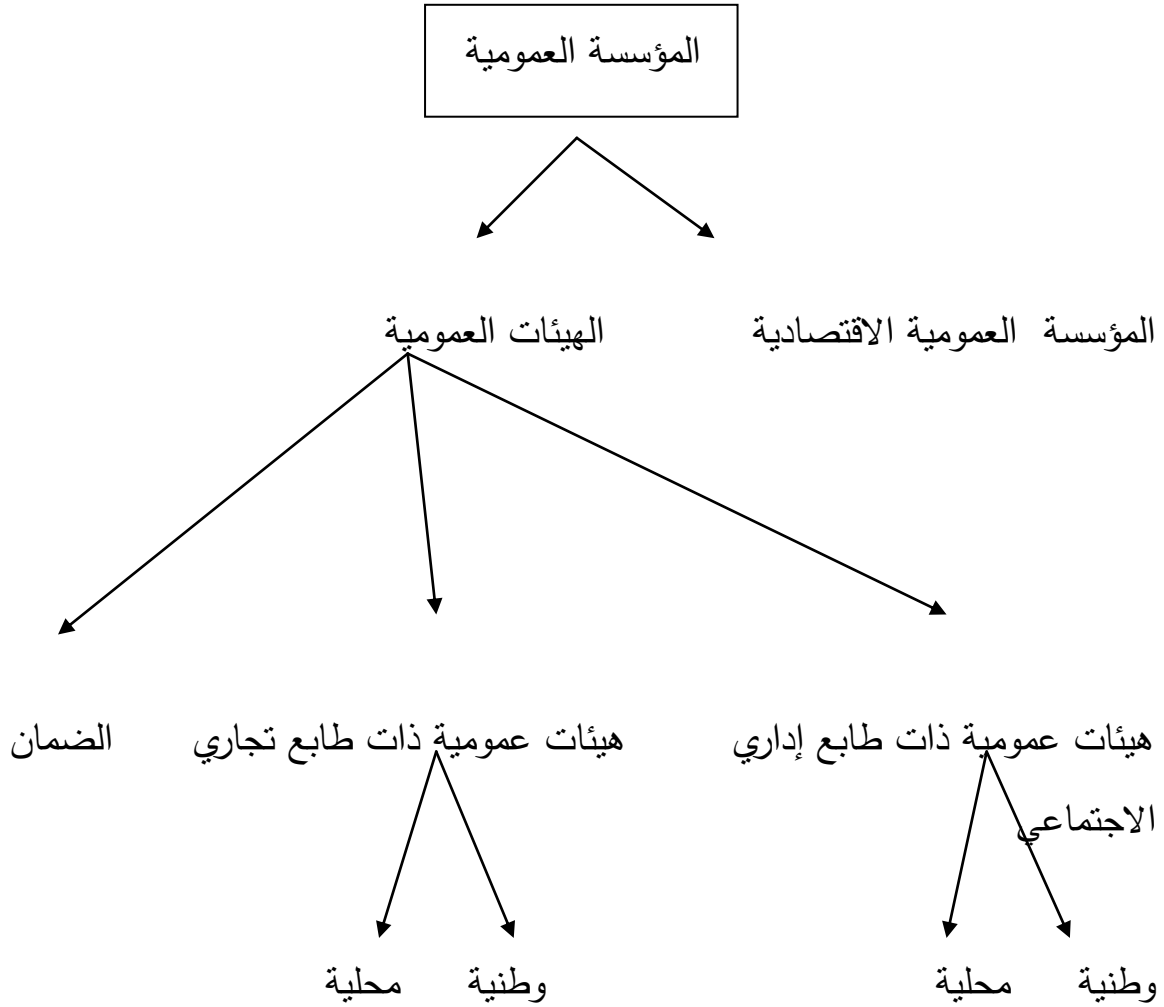 المؤسسة العمومية
المؤسسة العمومية الاقتصادية الهيئات العمومية
هيئات عمومية ذات طابع إداري هيئات عمومية ذات طابع تجاري الضمان
الاجتماعي
وطنية محلية وطنية محلية